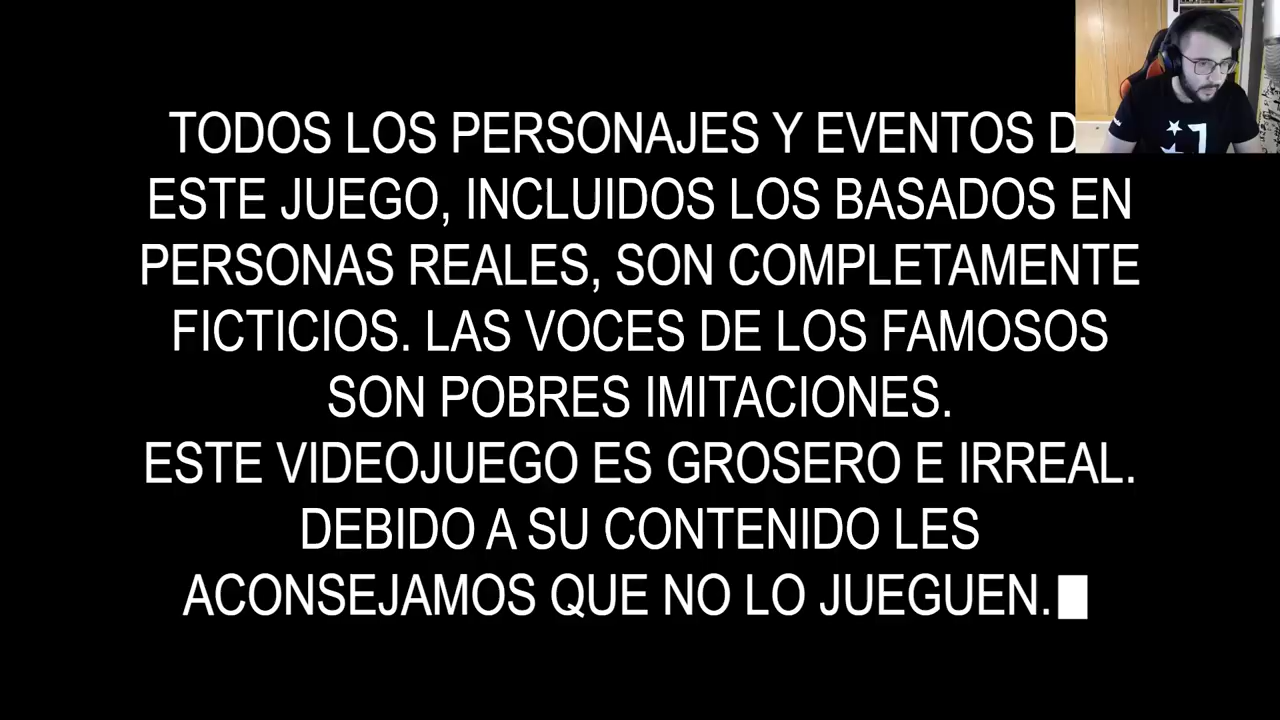 TODOS LOS PERSONAJES Y EVENTOS D
ESTE JUEGO, INCLUIDOS LOS BASADOS EN
PERSONAS REALES, SON COMPLETAMENTE
FICTICIOS. LAS VOCES DE LOS FAMOSOS
SON POBRES IMITACIONES.
ESTE VIDEOJUEGO ES GROSERO E IRREAL.
DEBIDO A SU CONTENIDO LES
ACONSEJAMOS QUE NO LO JUEGUEN.